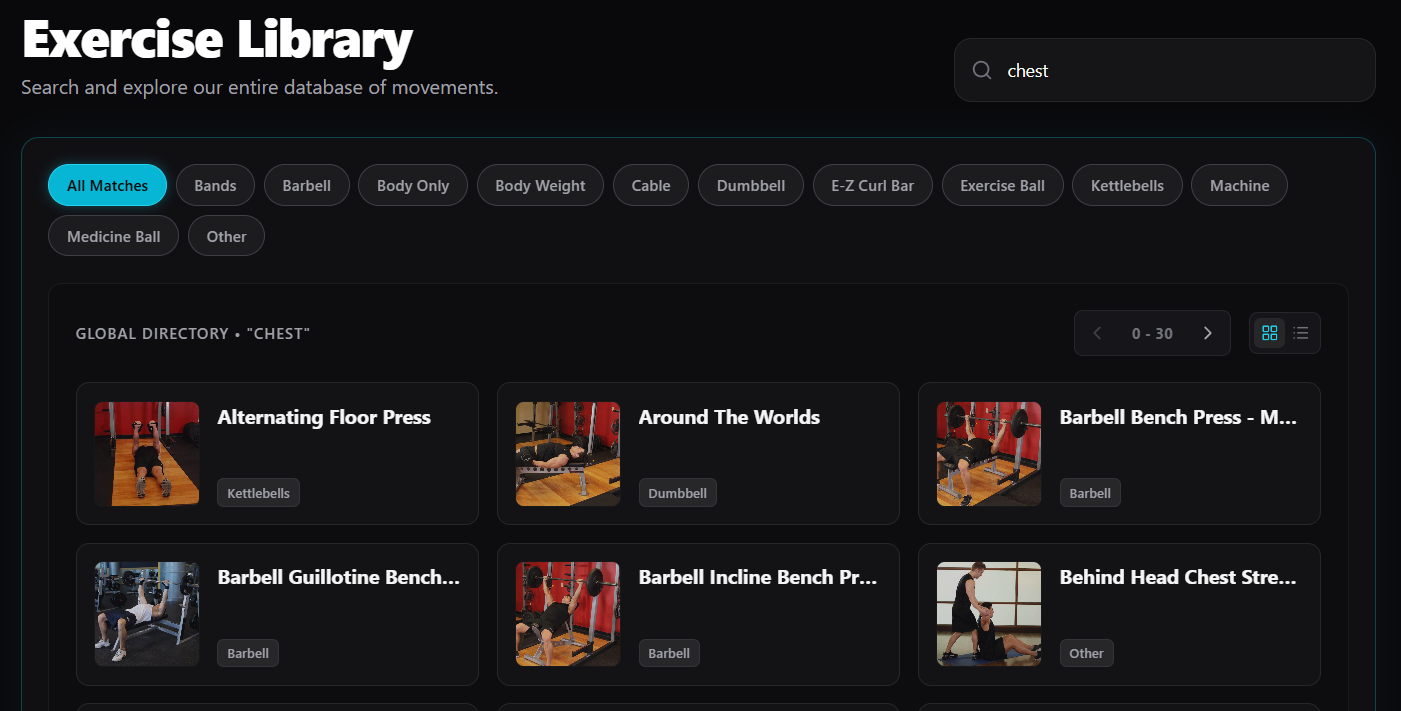 Exercise Library
Search and explore our entire database of movements.
chest
All Matches
Bands
Barbell
Body Only
Body Weight
Cable
Dumbbell
E-Z Curl Bar
Exercise Ball
Kettlebells
Machine
Medicine Ball
Other
GLOBAL DIRECTORY • "CHEST"
0 - 30
Alternating Floor Press
Kettlebells
Around The Worlds
Dumbbell
Barbell Bench Press - M...
Barbell
Barbell Guillotine Bench...
Barbell
Barbell Incline Bench Pr...
Barbell
Behind Head Chest Stre...
Other